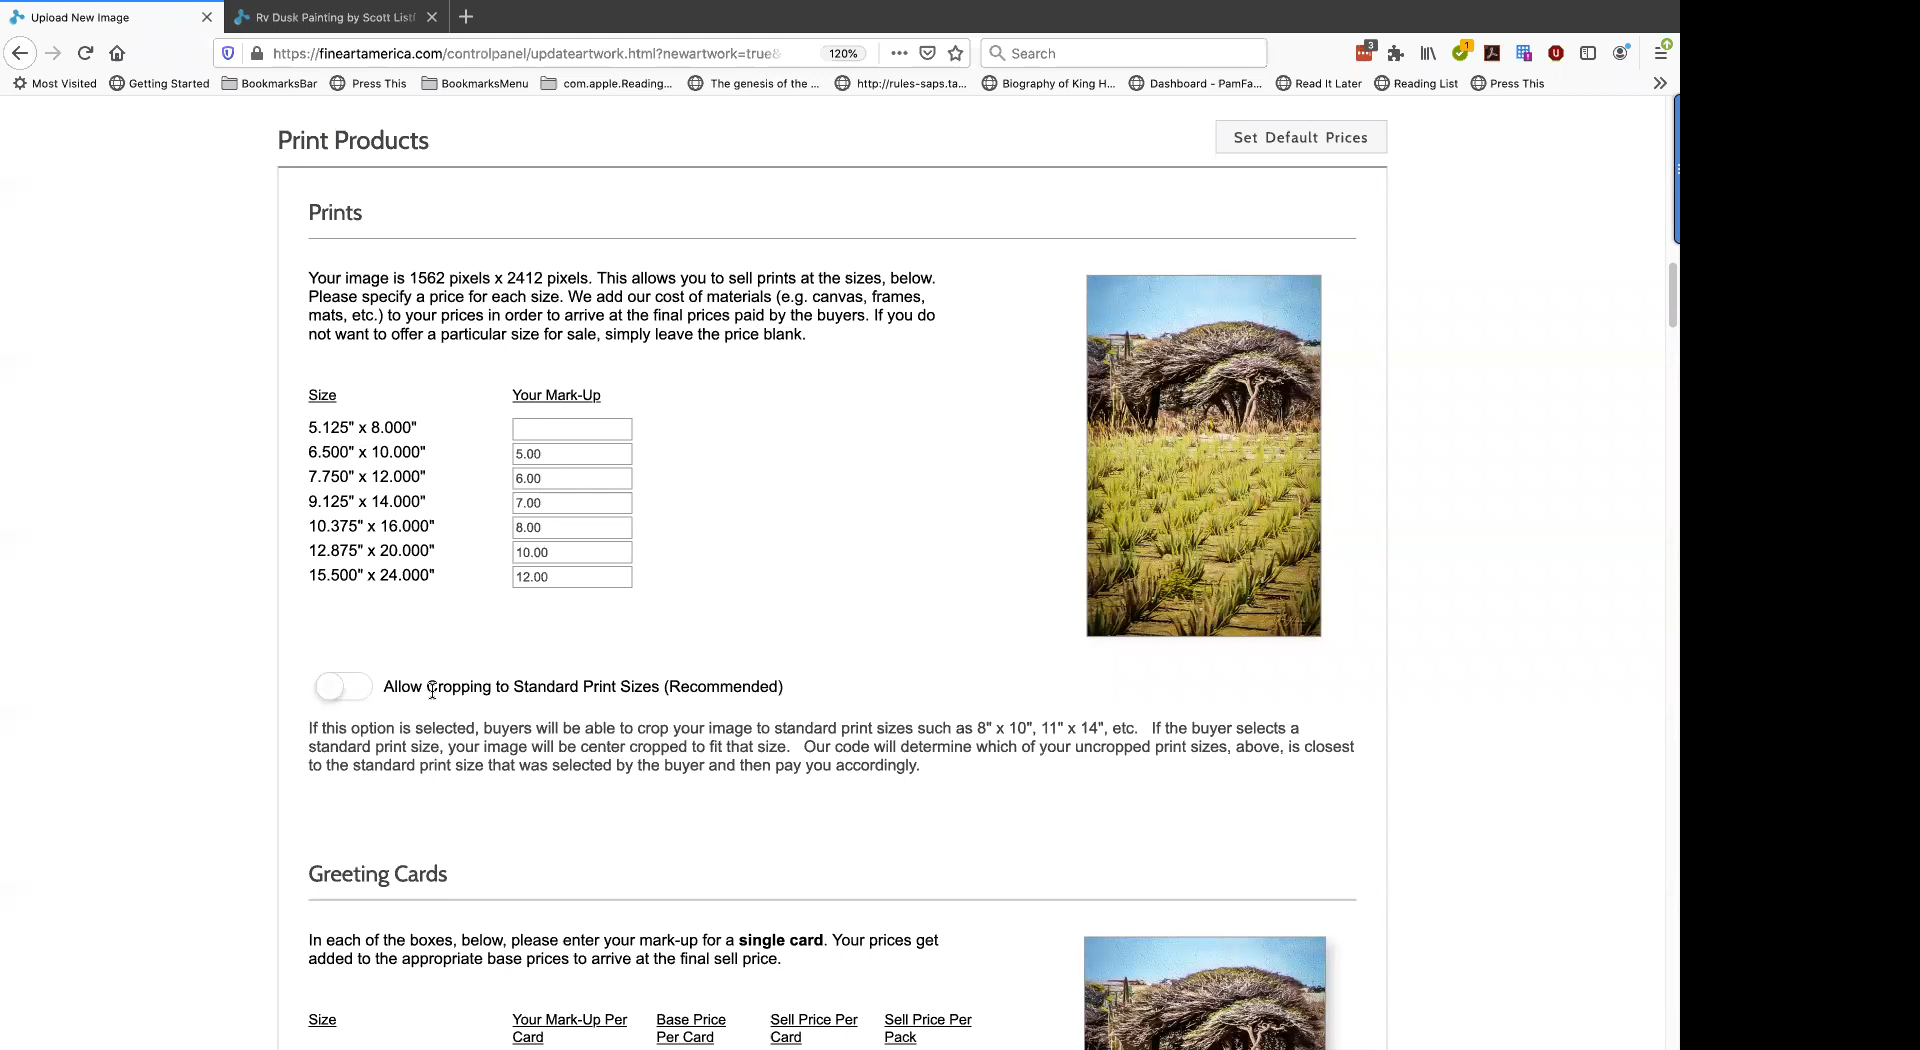 Upload New Image
Rv Dusk Painting by Scott List
https://fineartamerica.com/controlpanel/updateartwork.html?newartwork=true&
120%
Search
3
1
Most Visited
Getting Started
BookmarksBar
Press This
BookmarksMenu
com.apple.Reading...
The genesis of the ...
http://rules-saps.ta...
Biography of King H...
Dashboard - PamFa...
Read It Later
Reading List
Press This
Print Products
Set Default Prices
Prints
Your image is 1562 pixels x 2412 pixels. This allows you to sell prints at the sizes, below.
Please specify a price for each size. We add our cost of materials (e.g. canvas, frames,
mats, etc.) to your prices in order to arrive at the final prices paid by the buyers. If you do
not want to offer a particular size for sale, simply leave the price blank.
Size Your Mark-Up
5.125" x 8.000"
6.500" x 10.000" 5.00
7.750" x 12.000" 6.00
9.125" x 14.000" 7.00
10.375" x 16.000" 8.00
12.875" x 20.000" 10.00
15.500" x 24.000" 12.00
Allow Cropping to Standard Print Sizes (Recommended)
If this option is selected, buyers will be able to crop your image to standard print sizes such as 8" x 10", 11" x 14", etc. If the buyer selects a
standard print size, your image will be center cropped to fit that size. Our code will determine which of your uncropped print sizes, above, is closest
to the standard print size that was selected by the buyer and then pay you accordingly.
Greeting Cards
In each of the boxes, below, please enter your mark-up for a single card. Your prices get
added to the appropriate base prices to arrive at the final sell price.
Size Your Mark-Up Per Base Price Sell Price Per Sell Price Per
Card Per Card Card Pack